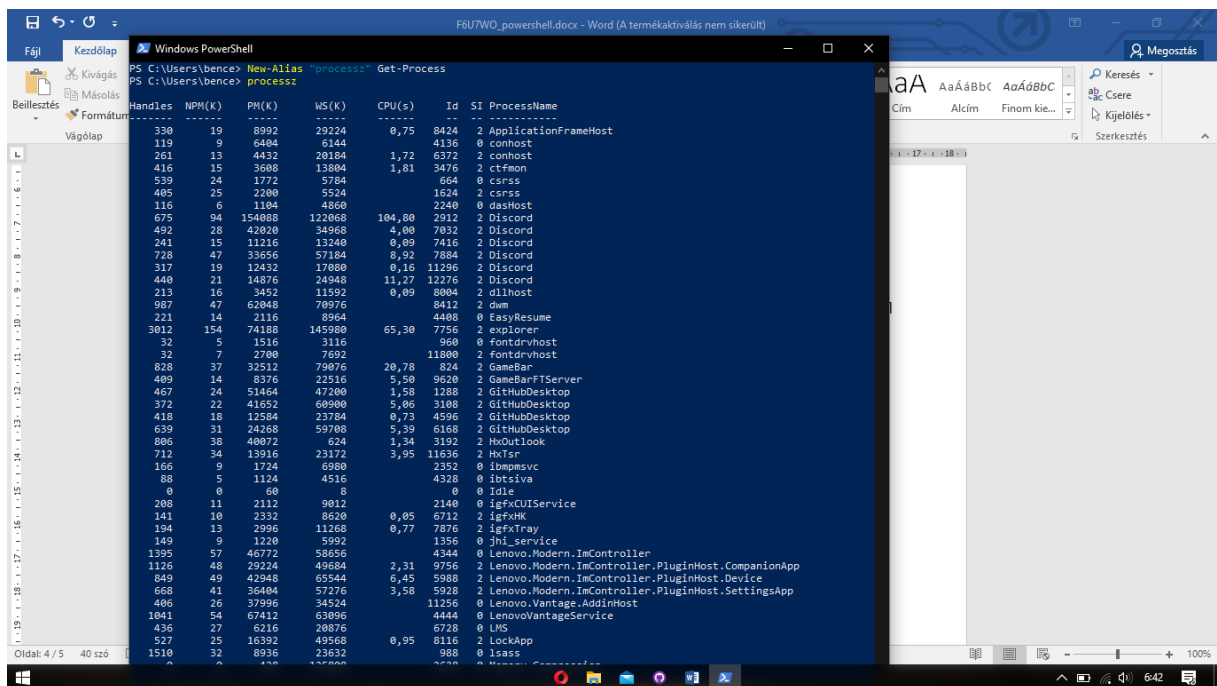 F6U7WO_powershell.docx - Word (A termékaktiválás nem sikerült)
Fájl Kezdőlap Megosztás
Windows PowerShell
Kivágás
Másolás
Formátum
Beillesztés
Vágólap
AaÁáBbC AaÁáBbC
Cím Alcím Finom kie...
Keresés
Csere
Kijelölés
Szerkesztés
PS C:\Users\bence> New-Alias "processz" Get-Process
PS C:\Users\bence> processz
Handles NPM(K) PM(K) WS(K) CPU(s) Id SI ProcessName
------- ------ ----- ----- ------ -- -- -----------
330 19 8992 29224 0,75 8424 2 ApplicationFrameHost
119 9 6404 6144 4136 0 conhost
261 13 4432 20184 1,72 6372 2 conhost
416 15 3608 13804 1,81 3476 2 ctfmon
539 24 1772 5784 664 0 csrss
405 25 2200 5524 1624 2 csrss
116 6 1104 4860 2240 0 dasHost
675 94 154088 122068 104,80 2912 2 Discord
492 28 42020 34968 4,00 7032 2 Discord
241 15 11216 13240 0,09 7416 2 Discord
728 47 33656 57184 8,92 7884 2 Discord
317 19 12432 17080 0,16 11296 2 Discord
440 21 14876 24948 11,27 12276 2 Discord
213 16 3452 11592 0,09 8004 2 dllhost
987 47 62048 70976 8412 2 dwm
221 14 2116 8964 4408 0 EasyResume
3012 154 74188 145980 65,30 7756 2 explorer
32 5 1516 3116 960 0 fontdrvhost
32 7 2700 7692 11800 2 fontdrvhost
828 37 32512 79076 20,78 824 2 GameBar
409 14 8376 22516 5,50 9620 2 GameBarFTServer
467 24 51464 47200 1,58 1288 2 GitHubDesktop
372 22 41652 60900 5,06 3108 2 GitHubDesktop
418 18 12584 23784 0,73 4596 2 GitHubDesktop
639 31 24268 59708 5,39 6168 2 GitHubDesktop
806 38 40072 624 1,34 3192 2 HxOutlook
712 34 13916 23172 3,95 11636 2 HxTsr
166 9 1724 6980 2352 0 ibmpmsvc
88 5 1124 4516 4328 0 ibtsiva
0 0 60 8 0 0 Idle
208 11 2112 9012 2140 0 igfxCUIService
141 10 2332 8620 0,05 6712 2 igfxHK
194 13 2996 11268 0,77 7876 2 igfxTray
149 9 1220 5992 1356 0 jhi_service
1395 57 46772 58656 4344 0 Lenovo.Modern.ImController
1126 48 29224 49684 2,31 9756 2 Lenovo.Modern.ImController.PluginHost.CompanionApp
849 49 42948 65544 6,45 5988 2 Lenovo.Modern.ImController.PluginHost.Device
668 41 36404 57276 3,58 5928 2 Lenovo.Modern.ImController.PluginHost.SettingsApp
406 26 37996 34524 11256 0 Lenovo.Vantage.AddinHost
1041 54 67412 63096 4444 0 LenovoVantageService
436 27 6216 20876 6728 0 LMS
527 25 16392 49568 0,95 8116 2 LockApp
1510 32 8936 23632 988 0 lsass
Oldal: 4 / 5 40 szó 100%
6:42